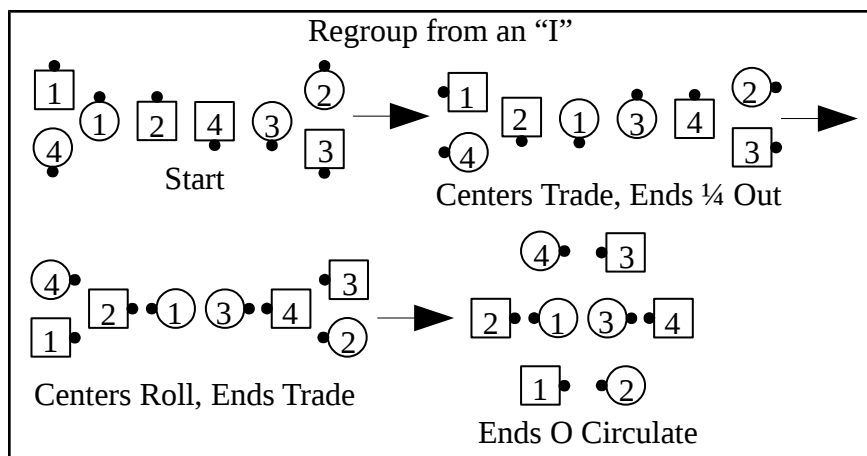 Regroup from an “I”
1 4 1 2 4 3 2 3
Start
1 4 2 1 3 4 2 3
Centers Trade, Ends ¼ Out
4 1 2 1 3 4 3 2
Centers Roll, Ends Trade
4 3
2 1 3 4
1 2
Ends O Circulate